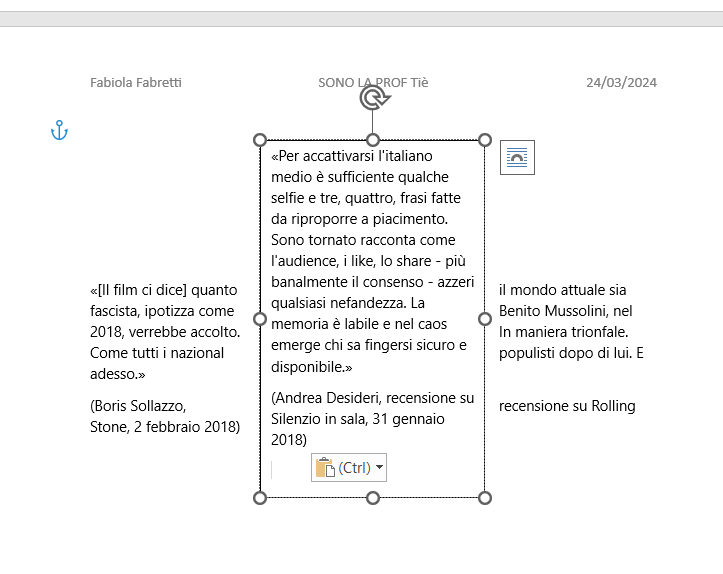 Fabiola Fabretti SONO LA PROF Tiè 24/03/2024
«Per accattivarsi l'italiano
medio è sufficiente qualche
selfie e tre, quattro, frasi fatte
da riproporre a piacimento.
Sono tornato racconta come
l'audience, i like, lo share - più
banalmente il consenso - azzeri
qualsiasi nefandezza. La
memoria è labile e nel caos
emerge chi sa fingersi sicuro e
disponibile.»
(Andrea Desideri, recensione su
Silenzio in sala, 31 gennaio
2018)
(Ctrl)
«[Il film ci dice] quanto il mondo attuale sia
fascista, ipotizza come Benito Mussolini, nel
2018, verrebbe accolto. In maniera trionfale.
Come tutti i nazional populisti dopo di lui. E
adesso.»
(Boris Sollazzo, recensione su Rolling
Stone, 2 febbraio 2018)